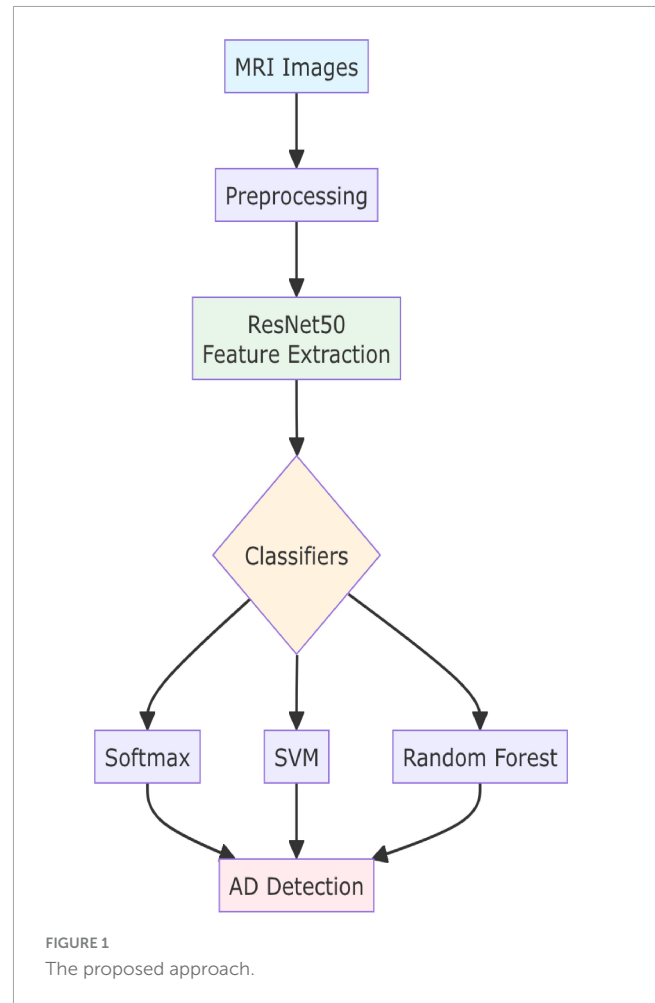 MRI Images
Preprocessing
ResNet50
Feature Extraction
Classifiers
Softmax
SVM
Random Forest
AD Detection
FIGURE 1
The proposed approach.